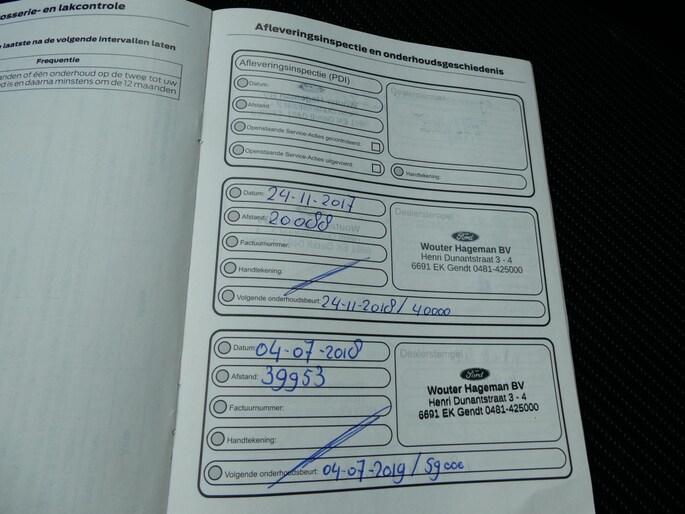 osserie- en lakcontrole
e laatste na de volgende intervallen laten
Frequentie
anden of één onderhoud op de tweg tot uw
ed is en daarna minstens om de 12 maanden
Afleveringsinspectie en onderhoudsgeschiedenis
Afleveringsinspectie (PDI)
Datum:
Afstand:
Openstaande Service-Acties gecontroleerd:
Openstaande Service-Acties uitgevoerd:
Dealerstempel
Handtekening:
Datum: 24-11-2017
Afstand: 20088
Factuurnummer:
Handtekening:
Volgende onderhoudsbeurt: 24-11-2018/ 40000
Dealerstempel
Ford
Wouter Hageman BV
Henri Dunantstraat 3 - 4
6691 EK Gendt 0481-425000
Datum: 04-07-2018
Afstand: 39953
Factuurnummer:
Handtekening:
Volgende onderhoudsbeurt: 04-07-2019 / 59000
Dealerstempel
Ford
Wouter Hageman BV
Henri Dunantstraat 3 - 4
6691 EK Gendt 0481-425000